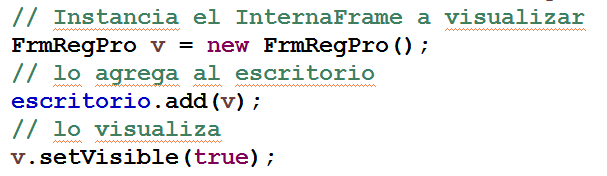 // Instancia el InternaFrame a visualizar
FrmRegPro v = new FrmRegPro();
// lo agrega al escritorio
escritorio.add(v);
// lo visualiza
v.setVisible(true);